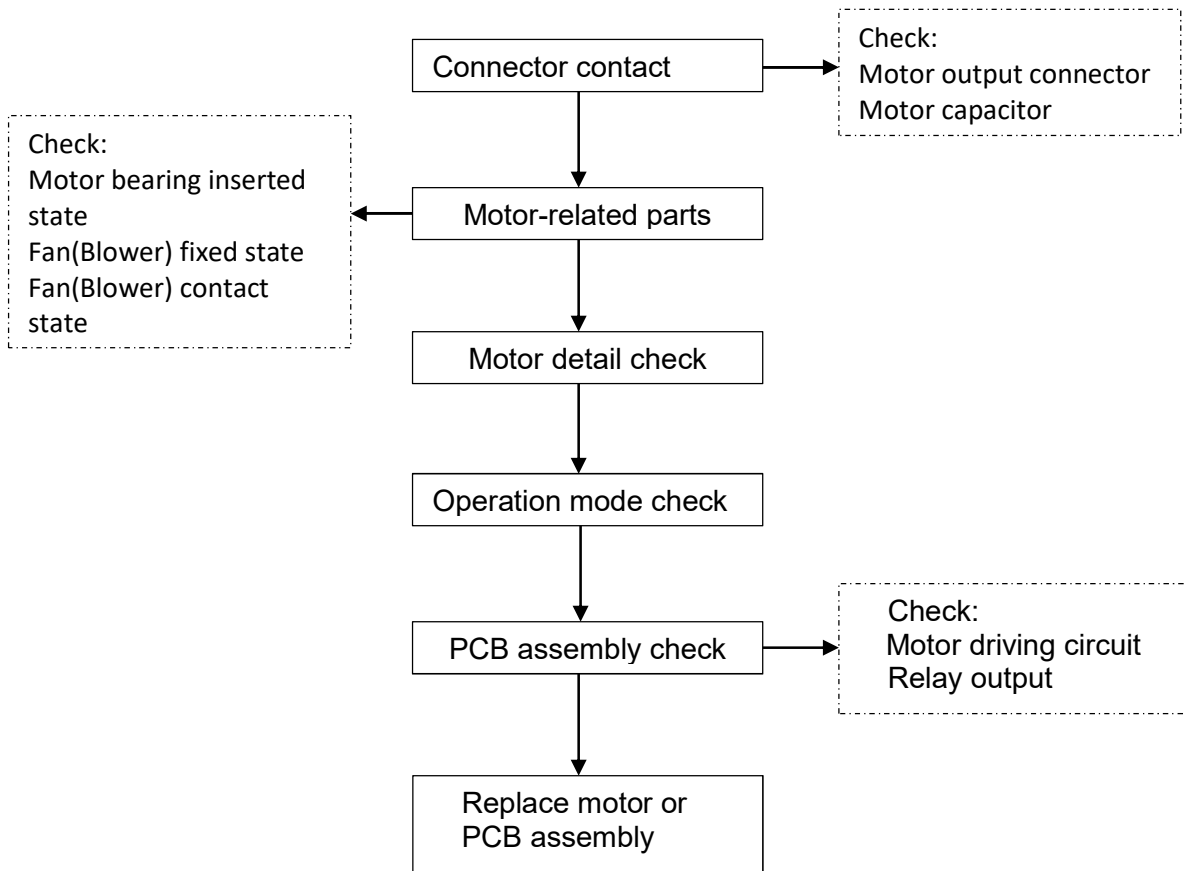 Connector contact
Check:
Motor output connector
Motor capacitor
Check:
Motor bearing inserted
state
Fan(Blower) fixed state
Fan(Blower) contact
state
Motor-related parts
Motor detail check
Operation mode check
PCB assembly check
Check:
Motor driving circuit
Relay output
Replace motor or
PCB assembly